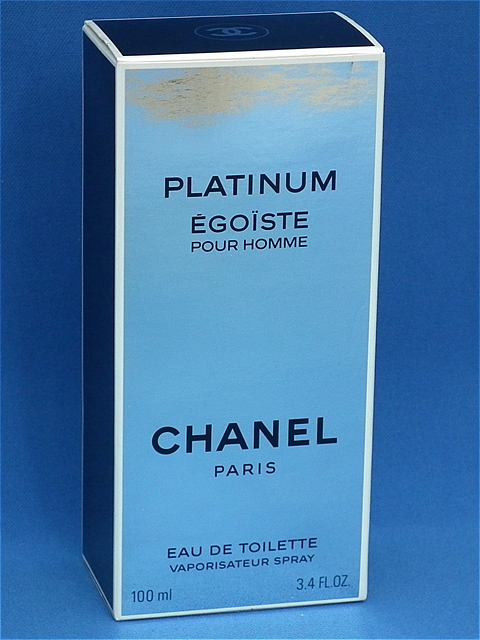 PLATINUM
ÉGOÏSTE
POUR HOMME
CHANEL
PARIS
EAU DE TOILETTE
VAPORISATEUR SPRAY
100 ml 3.4 FL.OZ.